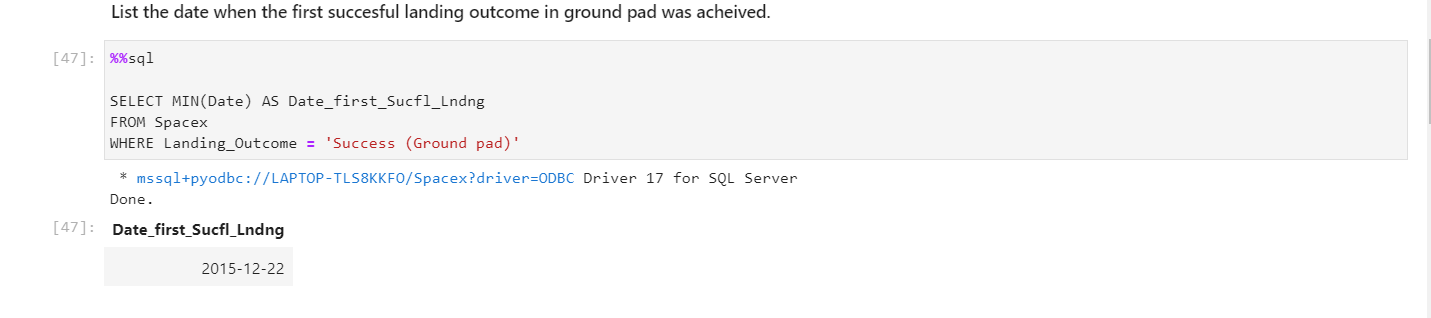 List the date when the first succesful landing outcome in ground pad was acheived.
[47]: %%sql
SELECT MIN(Date) AS Date_first_Sucfl_Lndng
FROM Spacex
WHERE Landing_Outcome = 'Success (Ground pad)'
* mssql+pyodbc://LAPTOP-TLS8KKFO/Spacex?driver=ODBC Driver 17 for SQL Server
Done.
[47]: Date_first_Sucfl_Lndng
2015-12-22